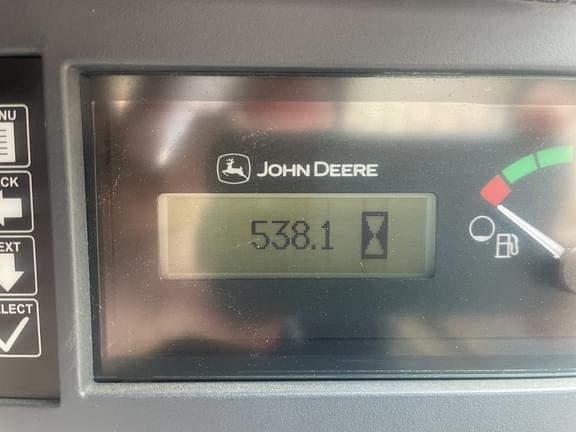 NU
CK
EXT
LECT
JOHN DEERE
538.1